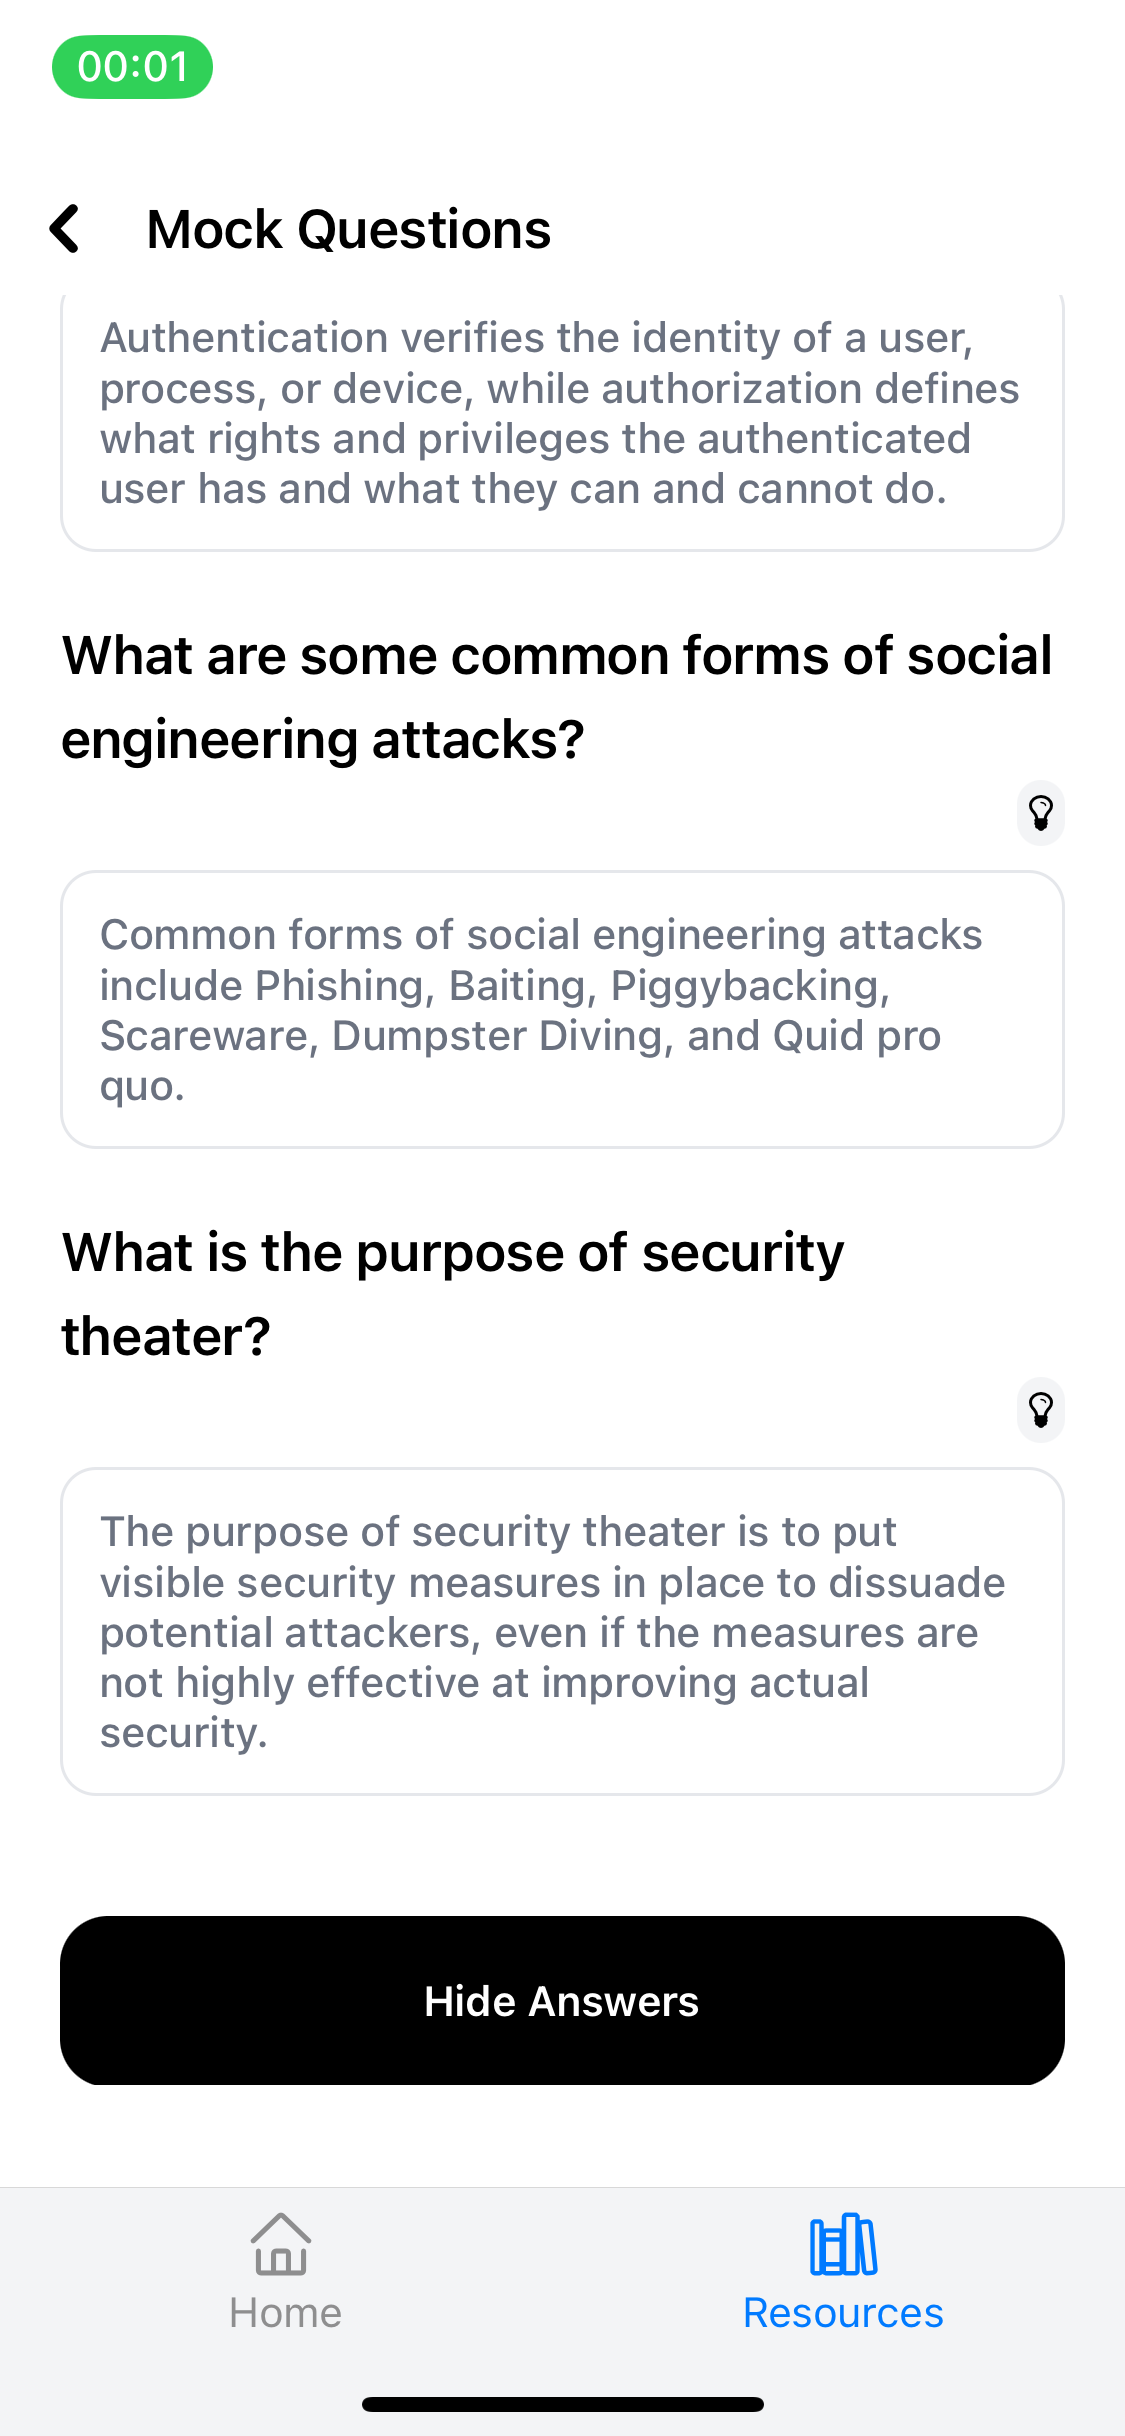 00:01
Mock Questions
Authentication verifies the identity of a user,
process, or device, while authorization defines
what rights and privileges the authenticated
user has and what they can and cannot do.
What are some common forms of social
engineering attacks?
Common forms of social engineering attacks
include Phishing, Baiting, Piggybacking,
Scareware, Dumpster Diving, and Quid pro
quo.
What is the purpose of security
theater?
The purpose of security theater is to put
visible security measures in place to dissuade
potential attackers, even if the measures are
not highly effective at improving actual
security.
Hide Answers
Home
Resources